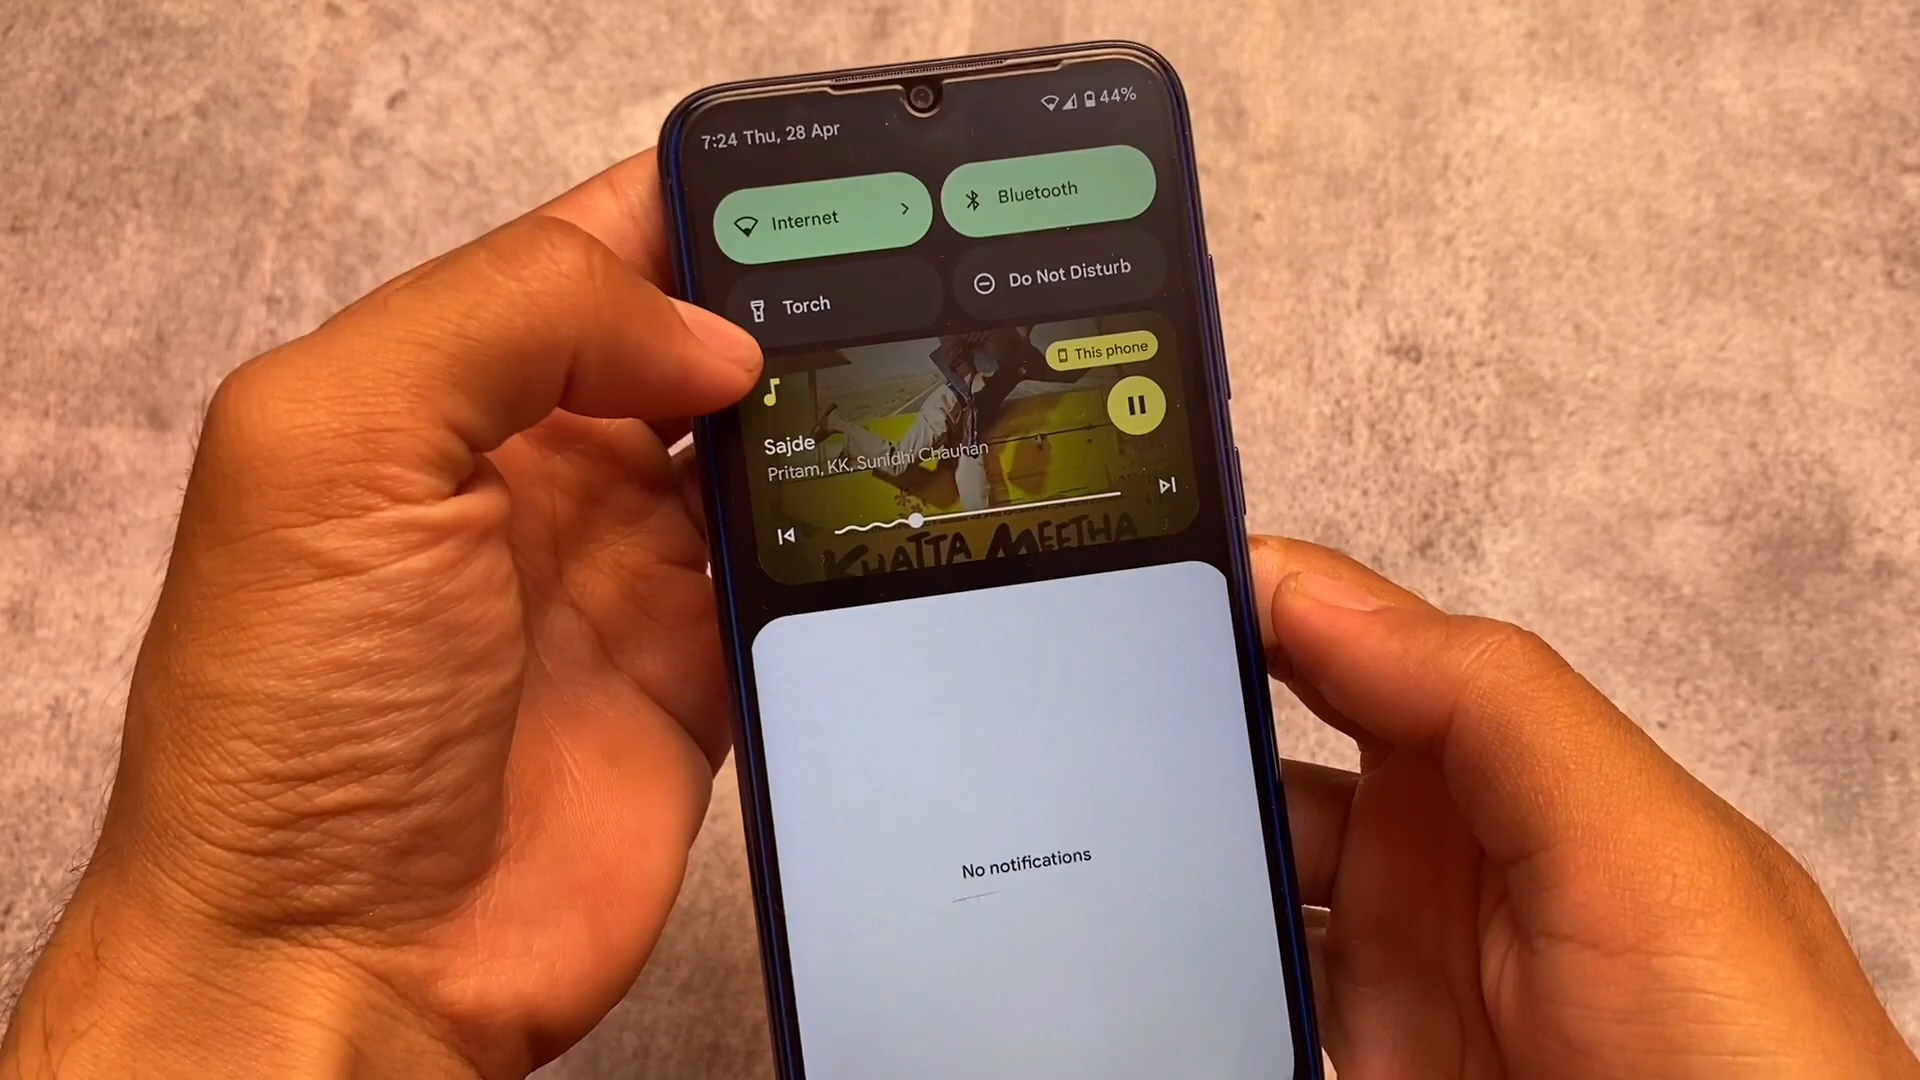 7:24 Thu, 28 Apr
44%
Internet
Bluetooth
Torch
Do Not Disturb
This phone
Sajde
Pritam, KK, Sunidhi Chauhan
KHATTA MEETHA
No notifications